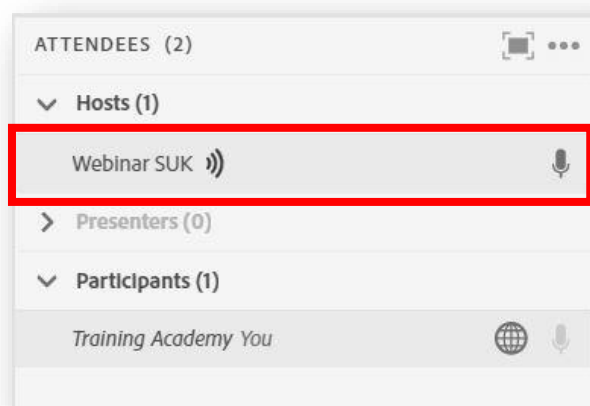 ATTENDEES (2)
Hosts (1)
Webinar SUK
Presenters (0)
Participants (1)
Training Academy You